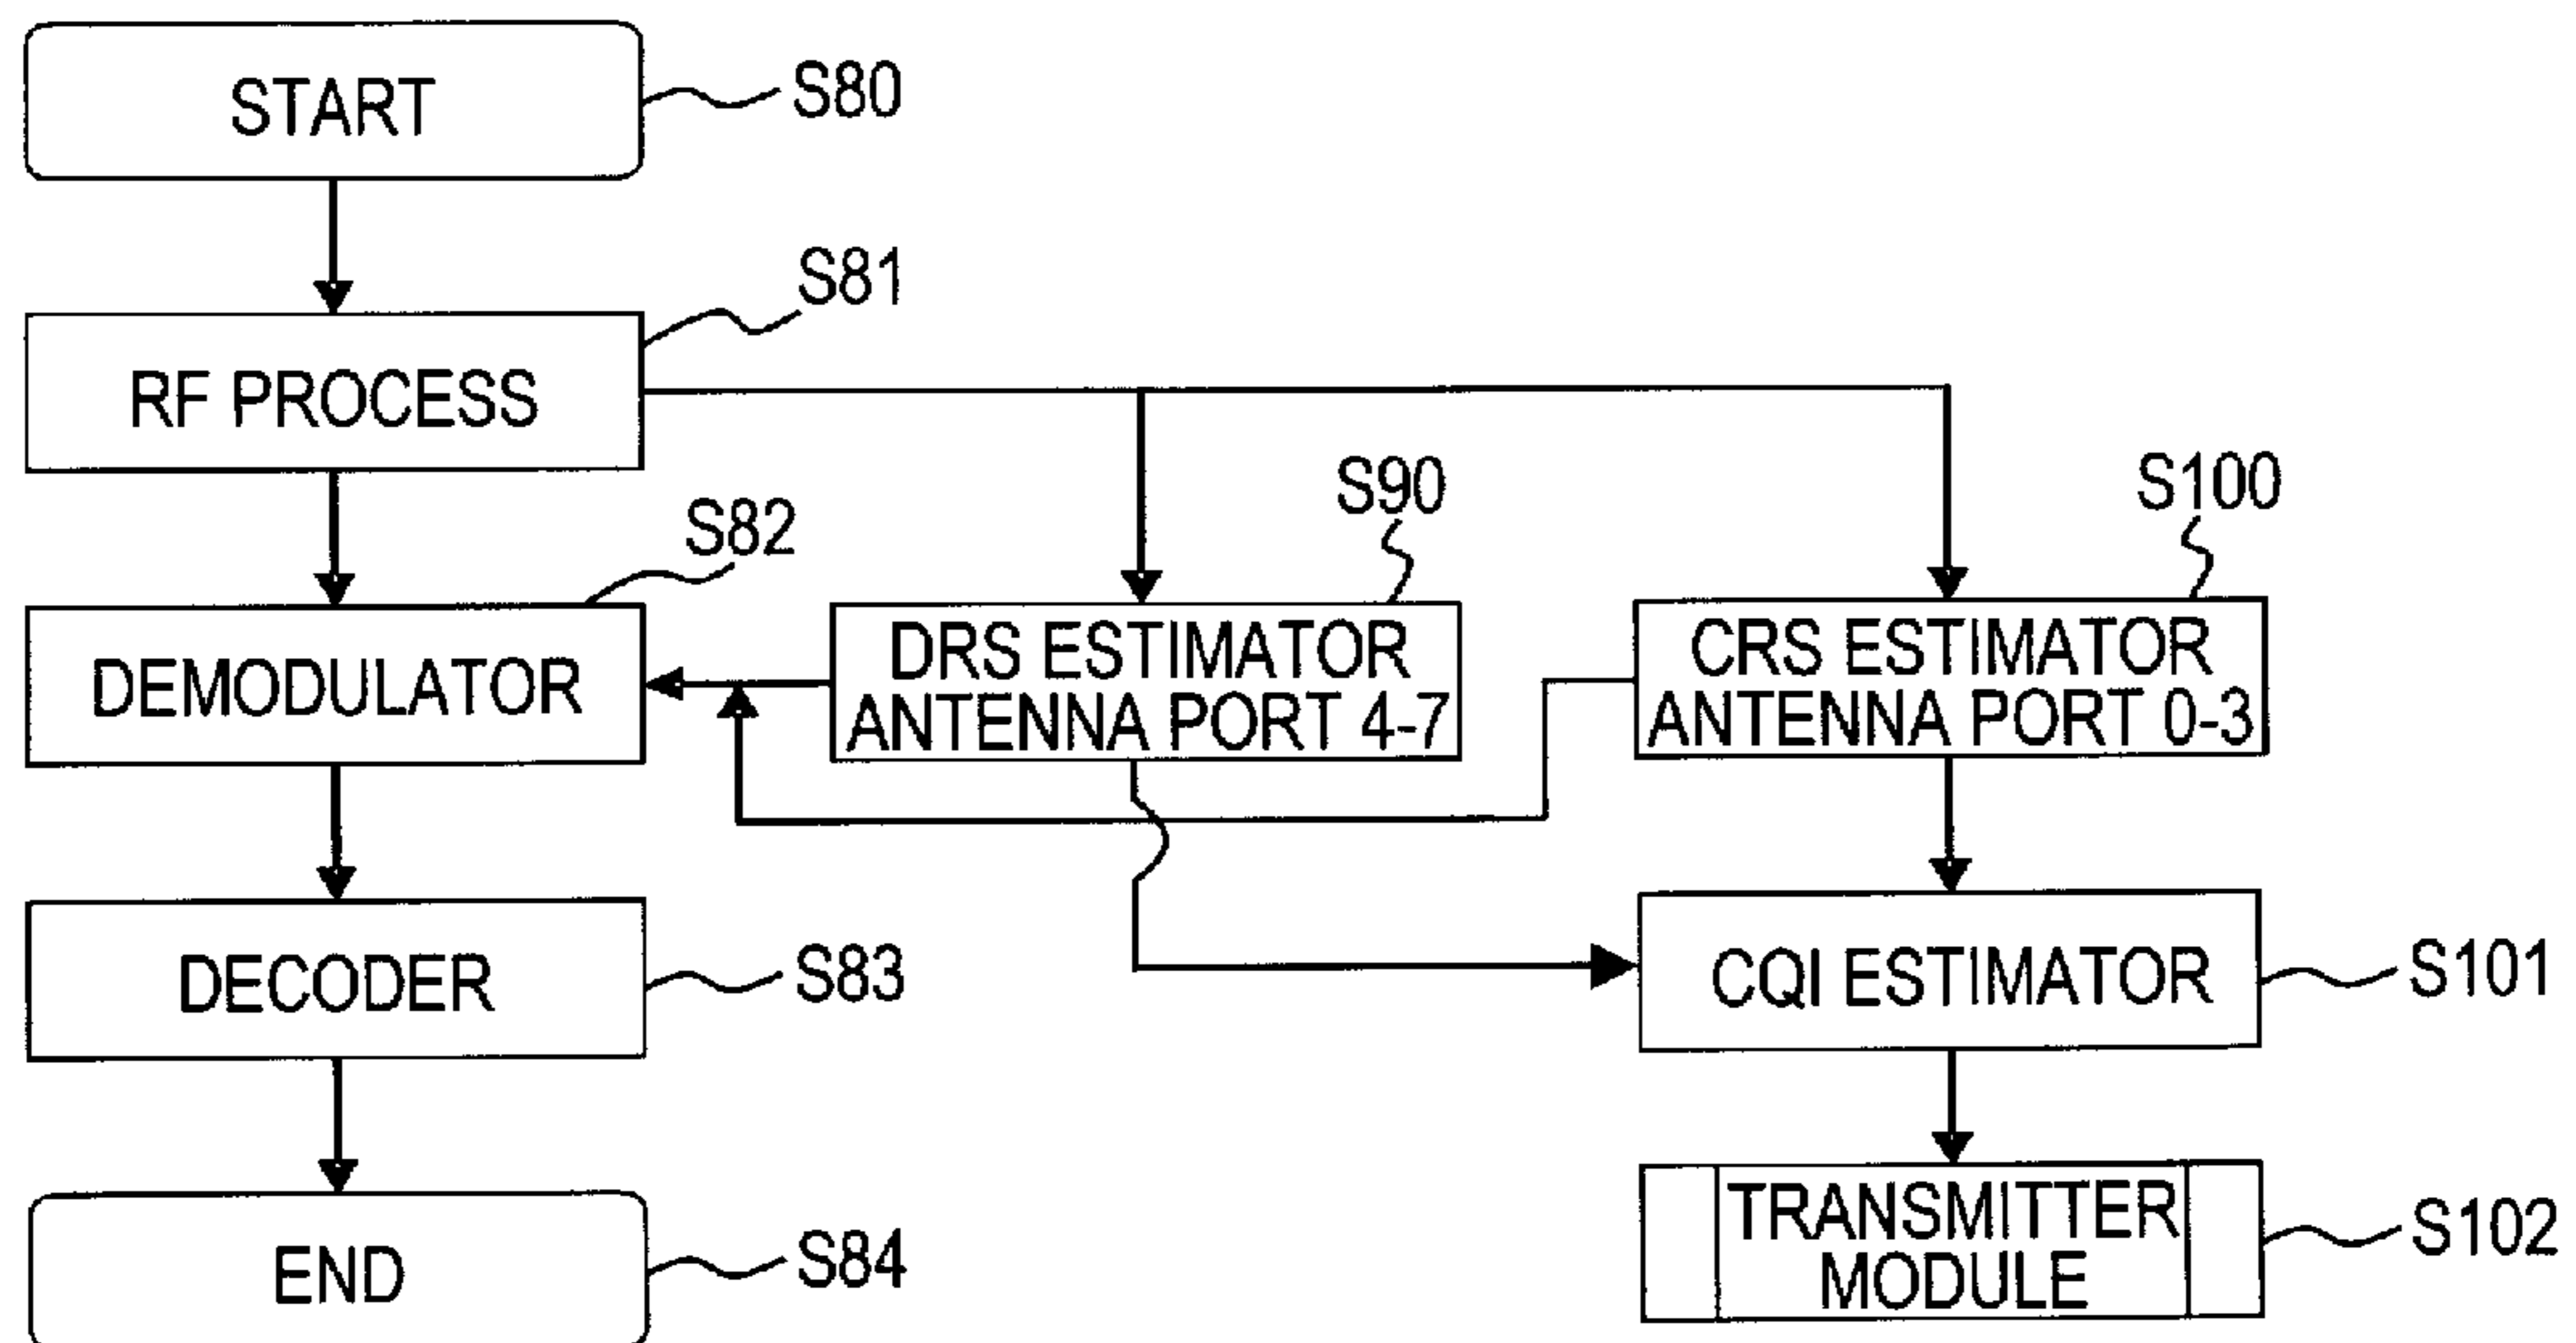 START
S80
S81
RF PROCESS
S82
S90
S100
DEMODULATOR
DRS ESTIMATOR
ANTENNA PORT 4-7
CRS ESTIMATOR
ANTENNA PORT 0-3
DECODER
S83
CQI ESTIMATOR
S101
END
S84
TRANSMITTER
MODULE
S102